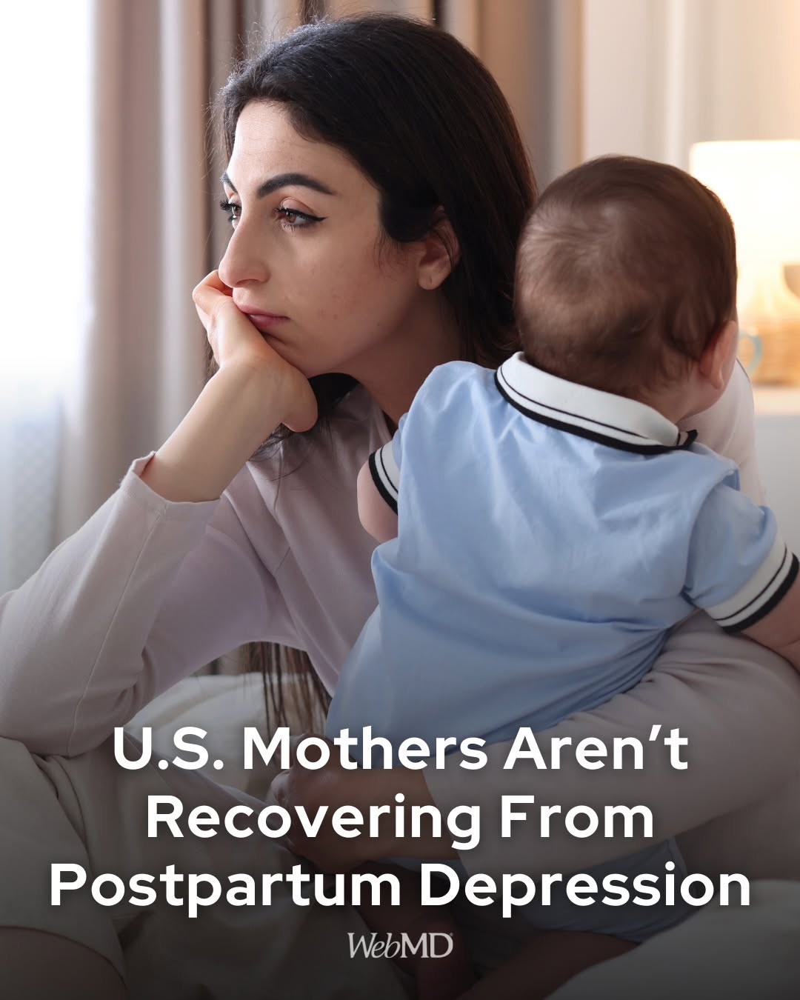 U.S. Mothers Aren’t
Recovering From
Postpartum Depression
WebMD